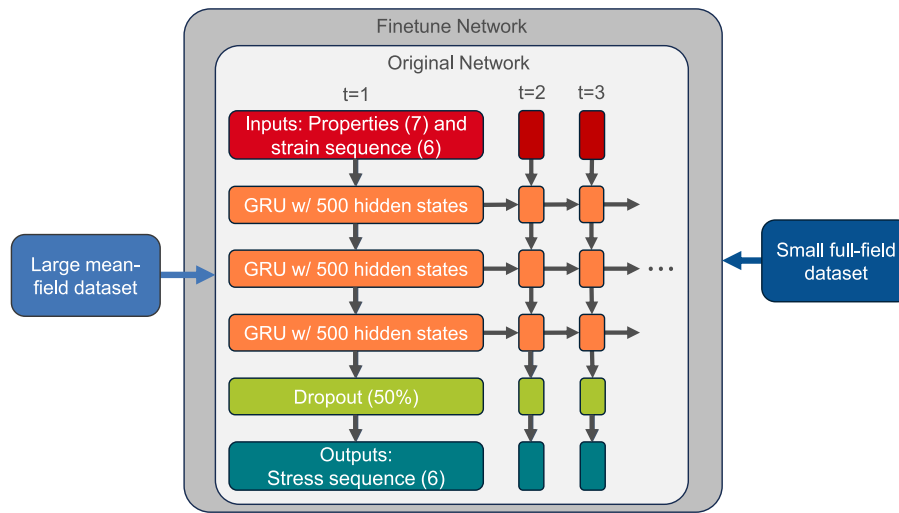 Finetune Network
Original Network
t=1
t=2
t=3
Inputs: Properties (7) and
strain sequence (6)
GRU w/ 500 hidden states
GRU w/ 500 hidden states
GRU w/ 500 hidden states
Dropout (50%)
Outputs:
Stress sequence (6)
Large mean-
field dataset
Small full-field
dataset
...